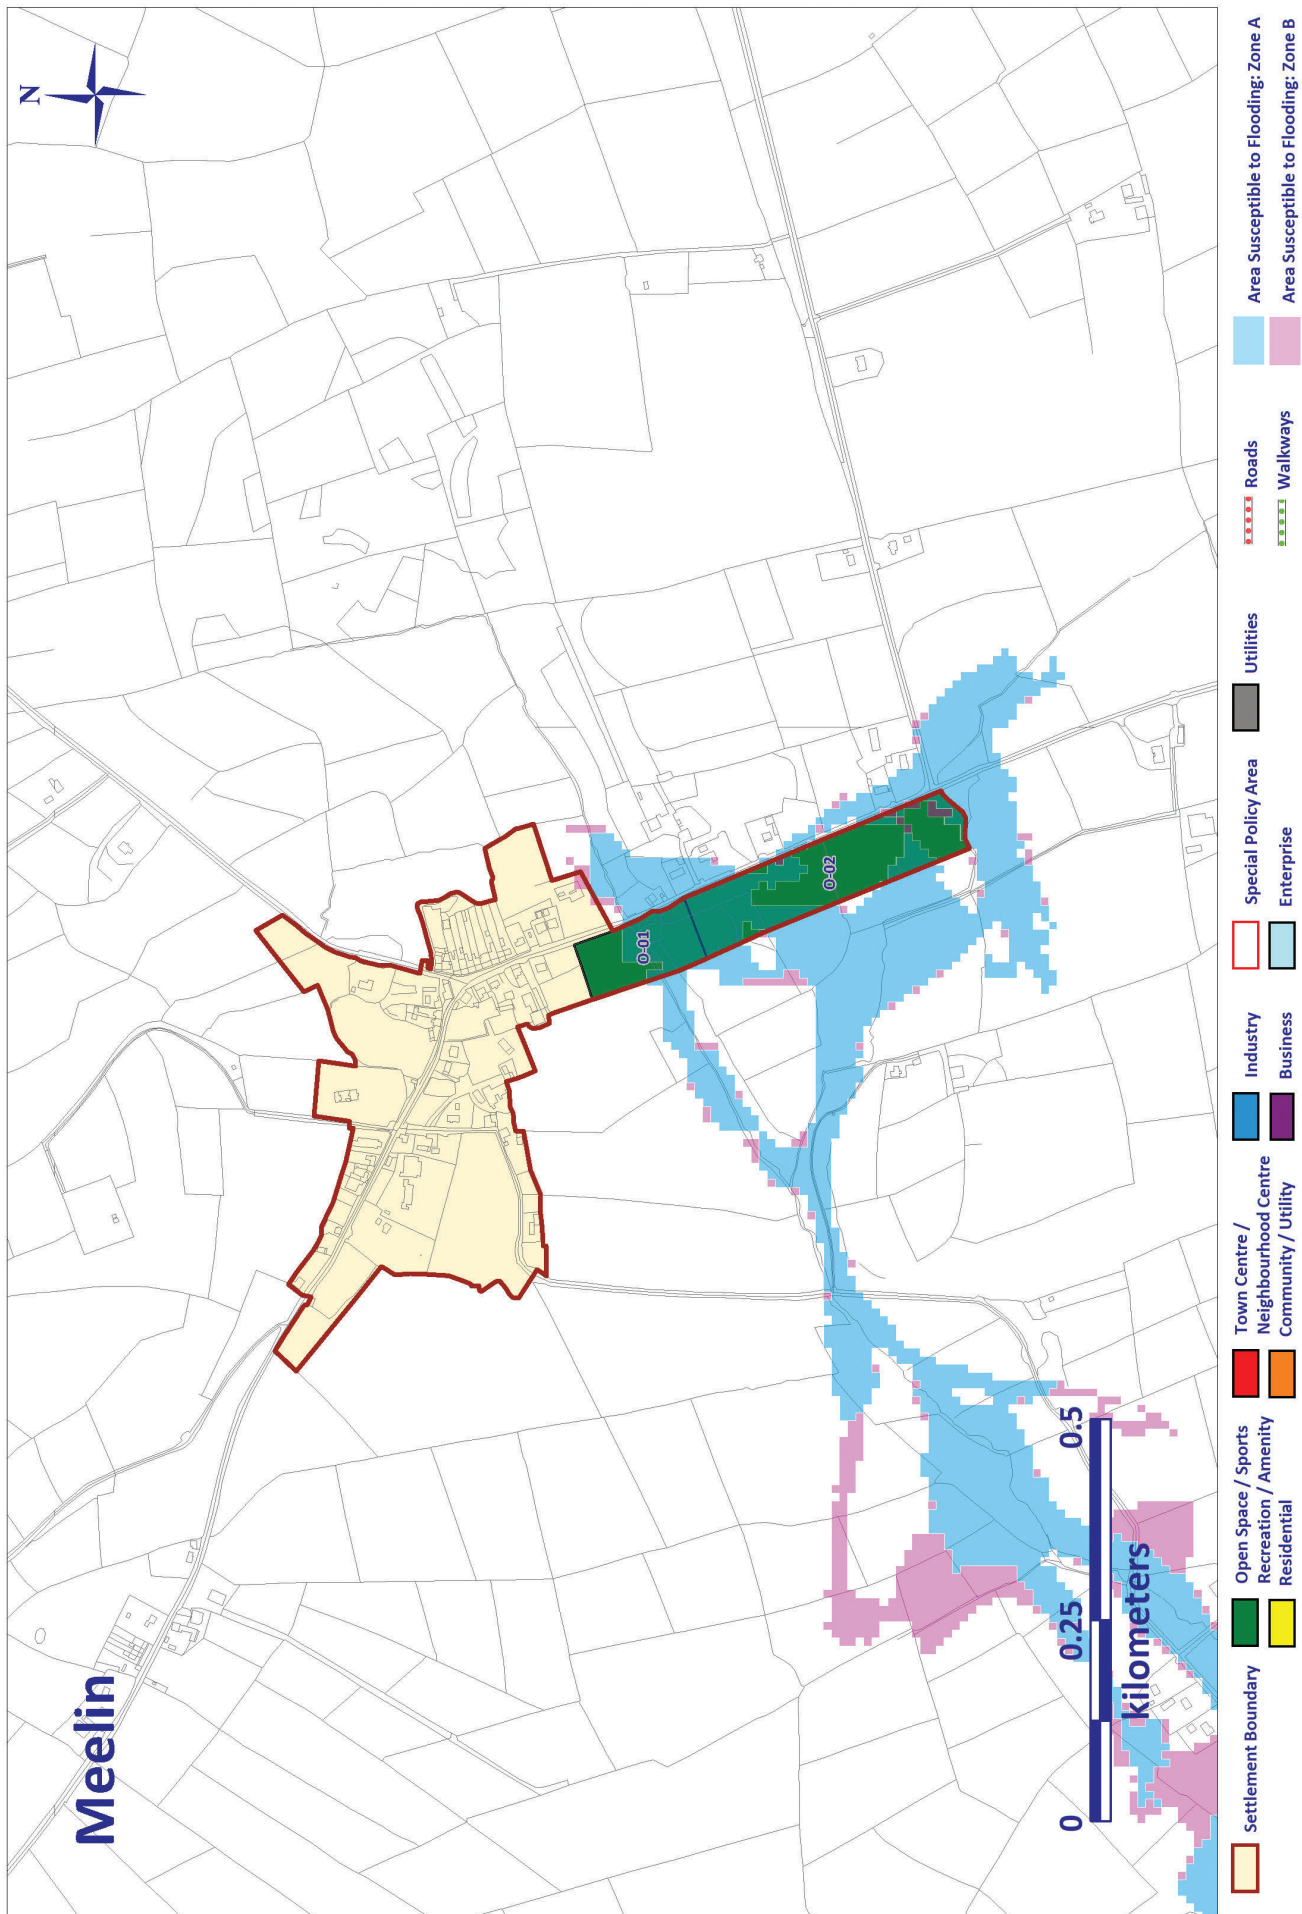 Meelin
N
O-01
O-02
0 0.25 0.5
kilometers
Settlement Boundary
Open Space / Sports
Recreation / Amenity
Residential
Town Centre /
Neighbourhood Centre
Community / Utility
Industry
Business
Special Policy Area
Enterprise
Utilities
Roads
Walkways
Area Susceptible to Flooding: Zone A
Area Susceptible to Flooding: Zone B